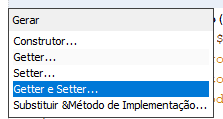 Gerar
Construtor...
Getter...
Setter...
Getter e Setter...
Substituir &Método de Implementação...